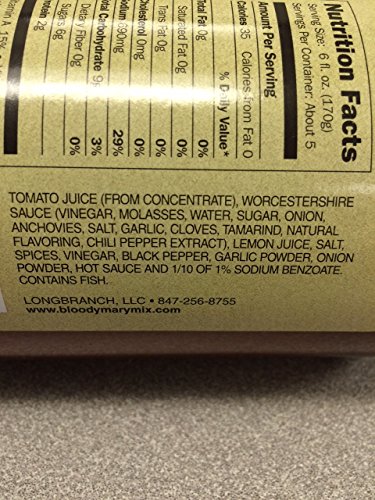 Nutrition Facts
Serving Size: 6 fl. oz. (170g)
Servings Per Container: About 5
Amount Per Serving
Calories 35 Calories from Fat 0
% Daily Value*
Total Fat 0g 0%
Saturated Fat 0g 0%
Trans Fat 0g
Cholesterol 0mg 0%
690mg 29%
Carbohydrate 9g 3%
Dietary Fiber 0g 0%
Sugars 6g
15%
TOMATO JUICE (FROM CONCENTRATE), WORCESTERSHIRE
SAUCE (VINEGAR, MOLASSES, WATER, SUGAR, ONION,
ANCHOVIES, SALT, GARLIC, CLOVES, TAMARIND, NATURAL
FLAVORING, CHILI PEPPER EXTRACT), LEMON JUICE, SALT,
SPICES, VINEGAR, BLACK PEPPER, GARLIC POWDER, ONION
POWDER, HOT SAUCE AND 1/10 OF 1% SODIUM BENZOATE.
CONTAINS FISH.
LONGBRANCH, LLC • 847-256-8755
www.bloodymarymix.com